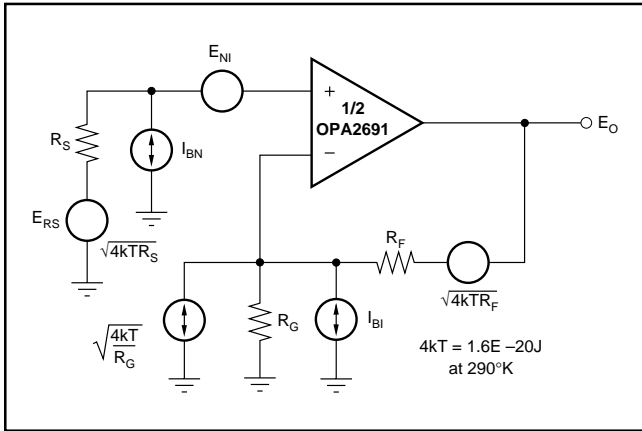 E_NI
+
1/2
OPA2691
−
E_O
R_S
I_BN
E_RS
√4kTR_S
R_F
√4kTR_F
√4kT/R_G
R_G
I_BI
4kT = 1.6E –20J
at 290°K